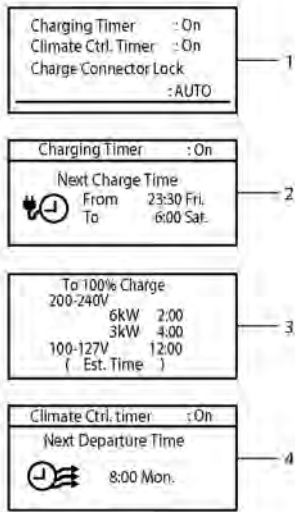 Charging Timer : On
Climate Ctrl. Timer : On
Charge Connector Lock
: AUTO
1
Charging Timer : On
Next Charge Time
From 23:30 Fri.
To 6:00 Sat.
2
To 100% Charge
200-240V
6kW 2:00
3kW 4:00
100-127V 12:00
( Est. Time )
3
Climate Ctrl. timer : On
Next Departure Time
8:00 Mon.
4